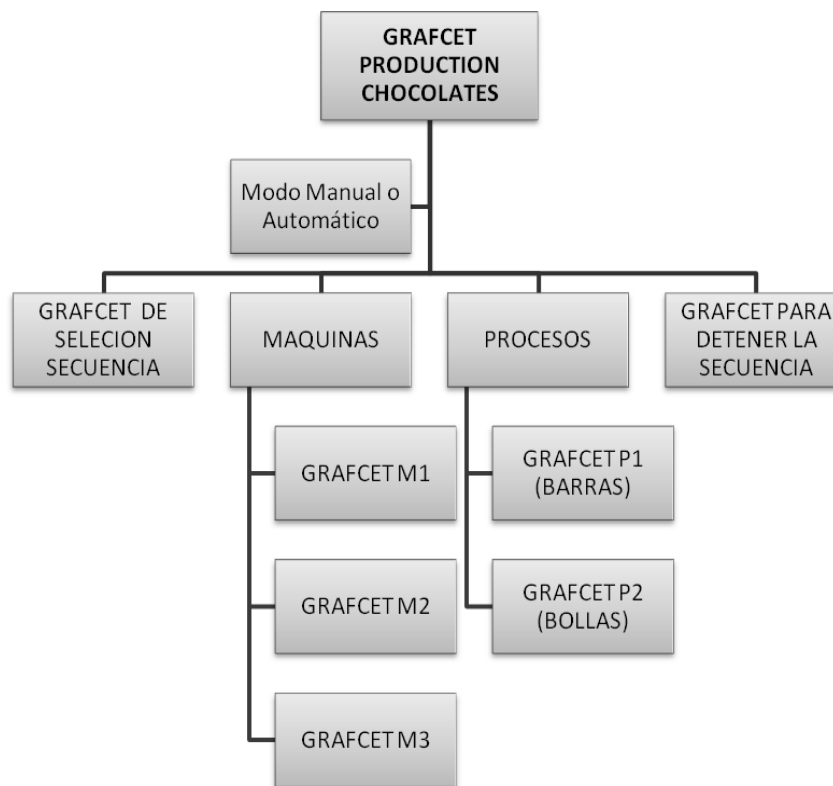 GRAFCET
PRODUCTION
CHOCOLATES
Modo Manual o
Automático
GRAFCET DE
SELECION
SECUENCIA
MAQUINAS
PROCESOS
GRAFCET PARA
DETENER LA
SECUENCIA
GRAFCET M1
GRAFCET M2
GRAFCET M3
GRAFCET P1
(BARRAS)
GRAFCET P2
(BOLLAS)